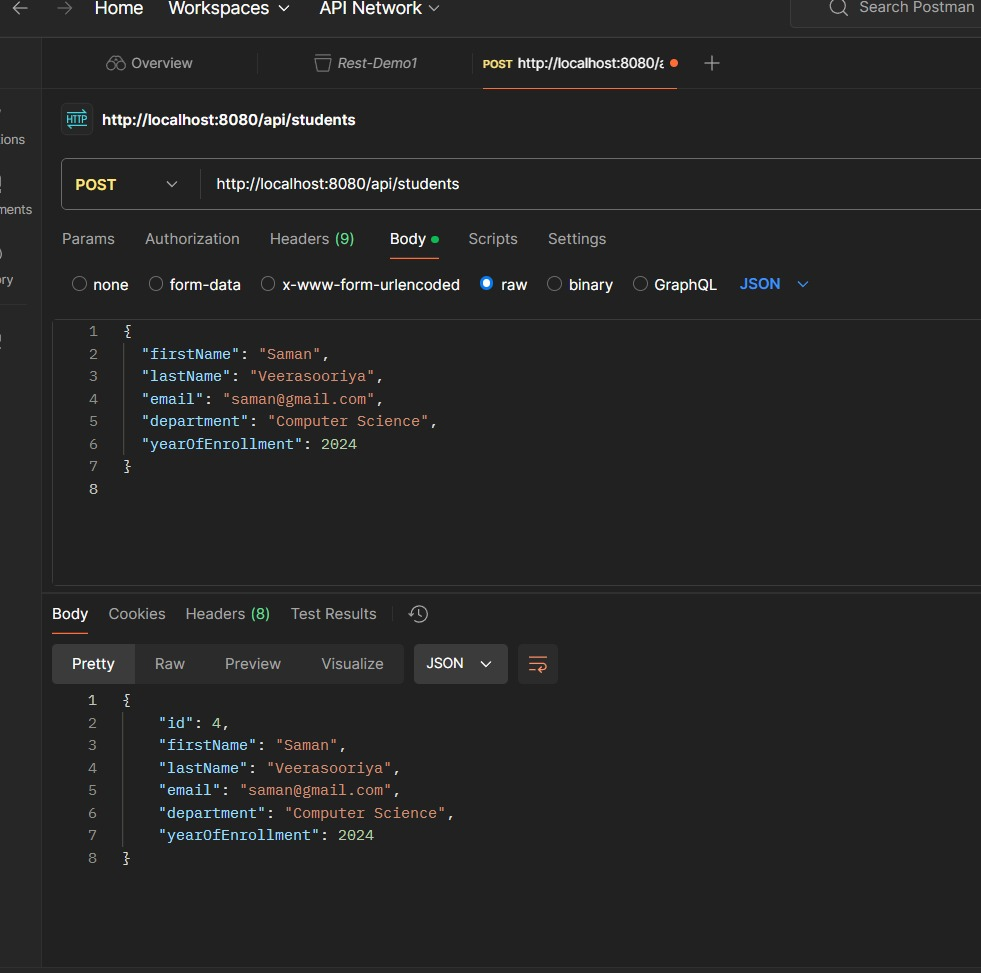 Home Workspaces API Network Search Postman
Overview Rest-Demo1 POST http://localhost:8080/a
ions
HTTP http://localhost:8080/api/students
POST http://localhost:8080/api/students
ments
Params Authorization Headers (9) Body Scripts Settings
ry
none form-data x-www-form-urlencoded raw binary GraphQL JSON
1 {
2 "firstName": "Saman",
3 "lastName": "Veerasooriya",
4 "email": "saman@gmail.com",
5 "department": "Computer Science",
6 "yearOfEnrollment": 2024
7 }
8
Body Cookies Headers (8) Test Results
Pretty Raw Preview Visualize JSON
1 {
2 "id": 4,
3 "firstName": "Saman",
4 "lastName": "Veerasooriya",
5 "email": "saman@gmail.com",
6 "department": "Computer Science",
7 "yearOfEnrollment": 2024
8 }